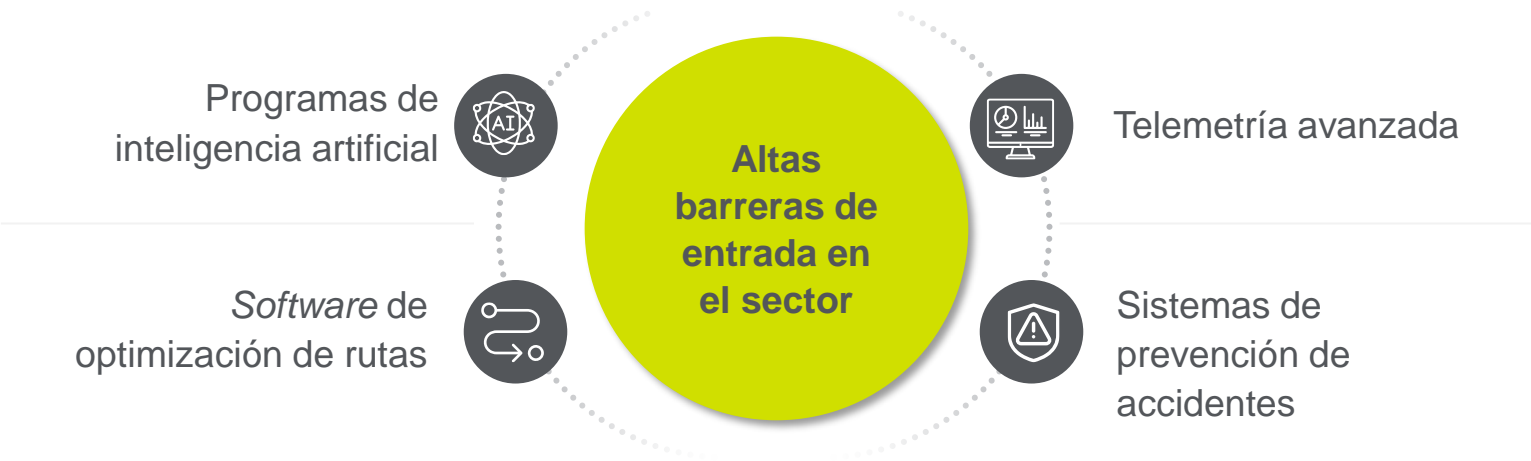 Programas de
inteligencia artificial
AI
Software de
optimización de rutas
Altas
barreras de
entrada en
el sector
Telemetría avanzada
Sistemas de
prevención de
accidentes